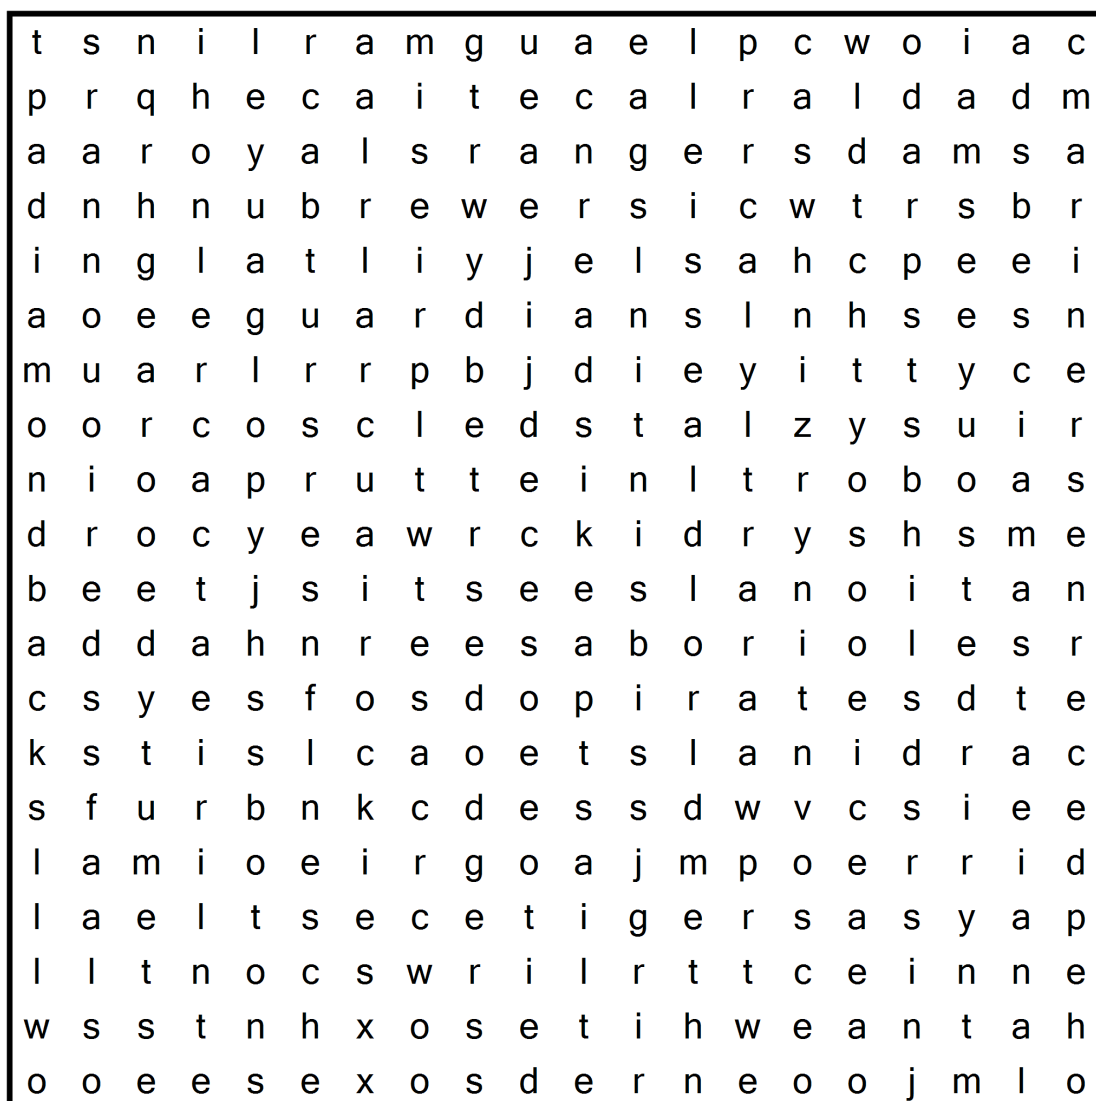 t s n i l r a m g u a e l p c w o i a c
p r q h e c a i t e c a l r a l d a d m
a a r o y a l s r a n g e r s d a m s a
d n h n u b r e w e r s i c w t r s b r
i n g l a t l i y j e l s a h c p e e i
a o e e g u a r d i a n s l n h s e s n
m u a r l r r p b j d i e y i t t y c e
o o r c o s c l e d s t a l z y s u i r
n i o a p r u t t e i n l t r o b o a s
d r o c y e a w r c k i d r y s h s m e
b e e t j s i t s e e s l a n o i t a n
a d d a h n r e e s a b o r i o l e s r
c s y e s f o s d o p i r a t e s d t e
k s t i s l c a o e t s l a n i d r a c
s f u r b n k c d e s s d w v c s i e e
l a m i o e i r g o a j m p o e r r i d
l a e l t s e c e t i g e r s a s y a p
l l t n o c s w r i l r t t c e i n n e
w s s t n h x o s e t i h w e a n t a h
o o e e s e x o s d e r n e o o j m l o